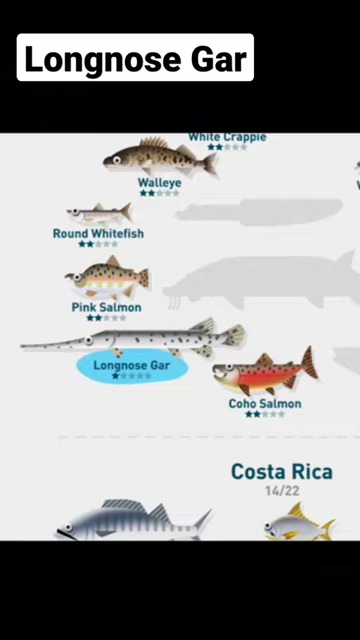 Longnose Gar
White Crappie
Walleye
Round Whitefish
Pink Salmon
Longnose Gar
Coho Salmon
Costa Rica
14/22